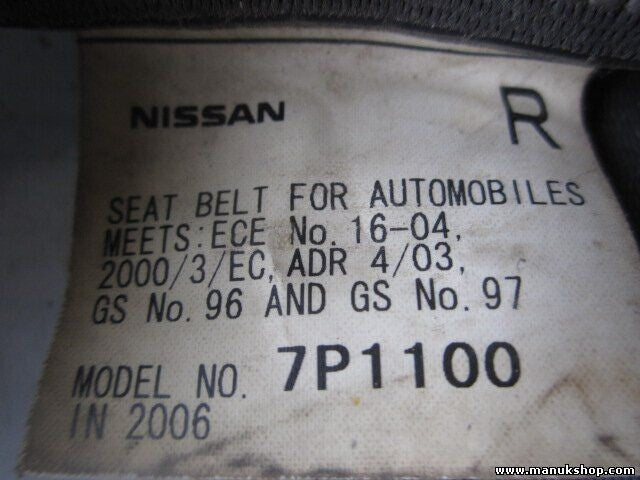 NISSAN R
SEAT BELT FOR AUTOMOBILES
MEETS:ECE No. 16-04,
2000/3/EC, ADR 4/03,
GS No. 96 AND GS No. 97
MODEL NO. 7P1100
IN 2006
www.manukshop.com